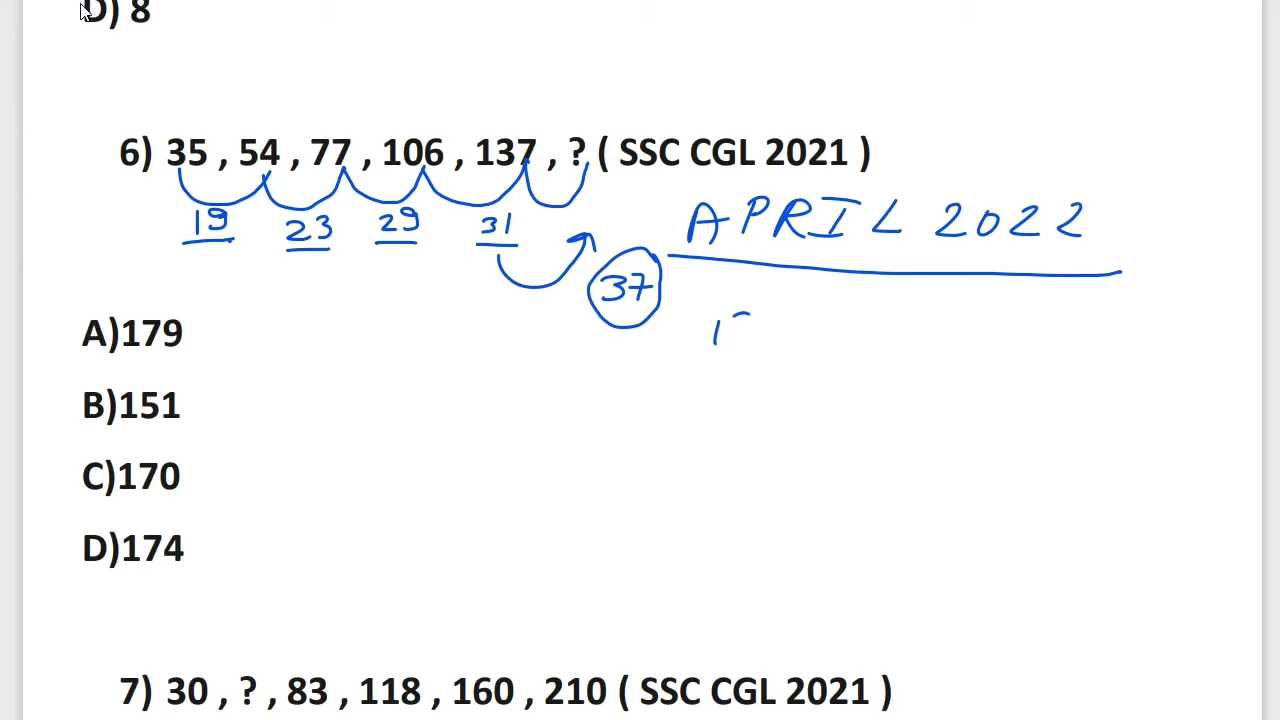 D) 8
6) 35 , 54 , 77 , 106 , 137 , ? ( SSC CGL 2021 )
19 23 29 31
APRIL 2022
37
A)179
B)151
C)170
D)174
7) 30 , ? , 83 , 118 , 160 , 210 ( SSC CGL 2021 )